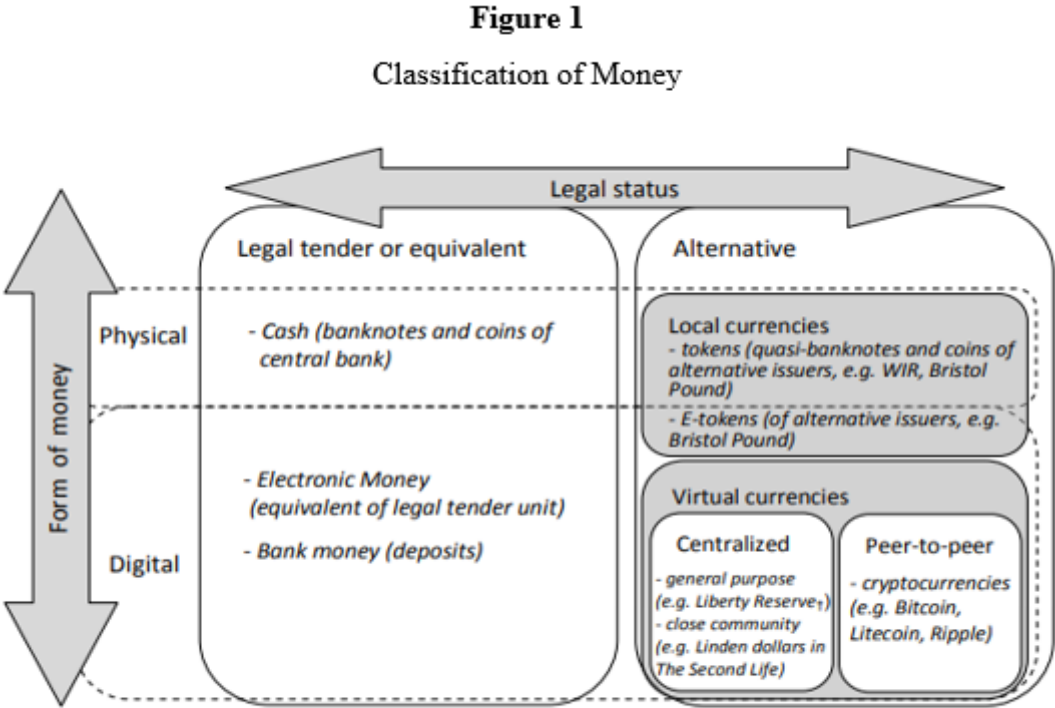 Figure 1
Classification of Money
Legal status
Form of money
Legal tender or equivalent
Alternative
Physical
- Cash (banknotes and coins of
central bank)
Local currencies
- tokens (quasi-banknotes and coins of
alternative issuers, e.g. WIR, Bristol
Pound)
- E-tokens (of alternative issuers, e.g.
Bristol Pound)
Digital
- Electronic Money
(equivalent of legal tender unit)
- Bank money (deposits)
Virtual currencies
Centralized
- general purpose
(e.g. Liberty Reserve†)
- close community
(e.g. Linden dollars in
The Second Life)
Peer-to-peer
- cryptocurrencies
(e.g. Bitcoin,
Litecoin, Ripple)